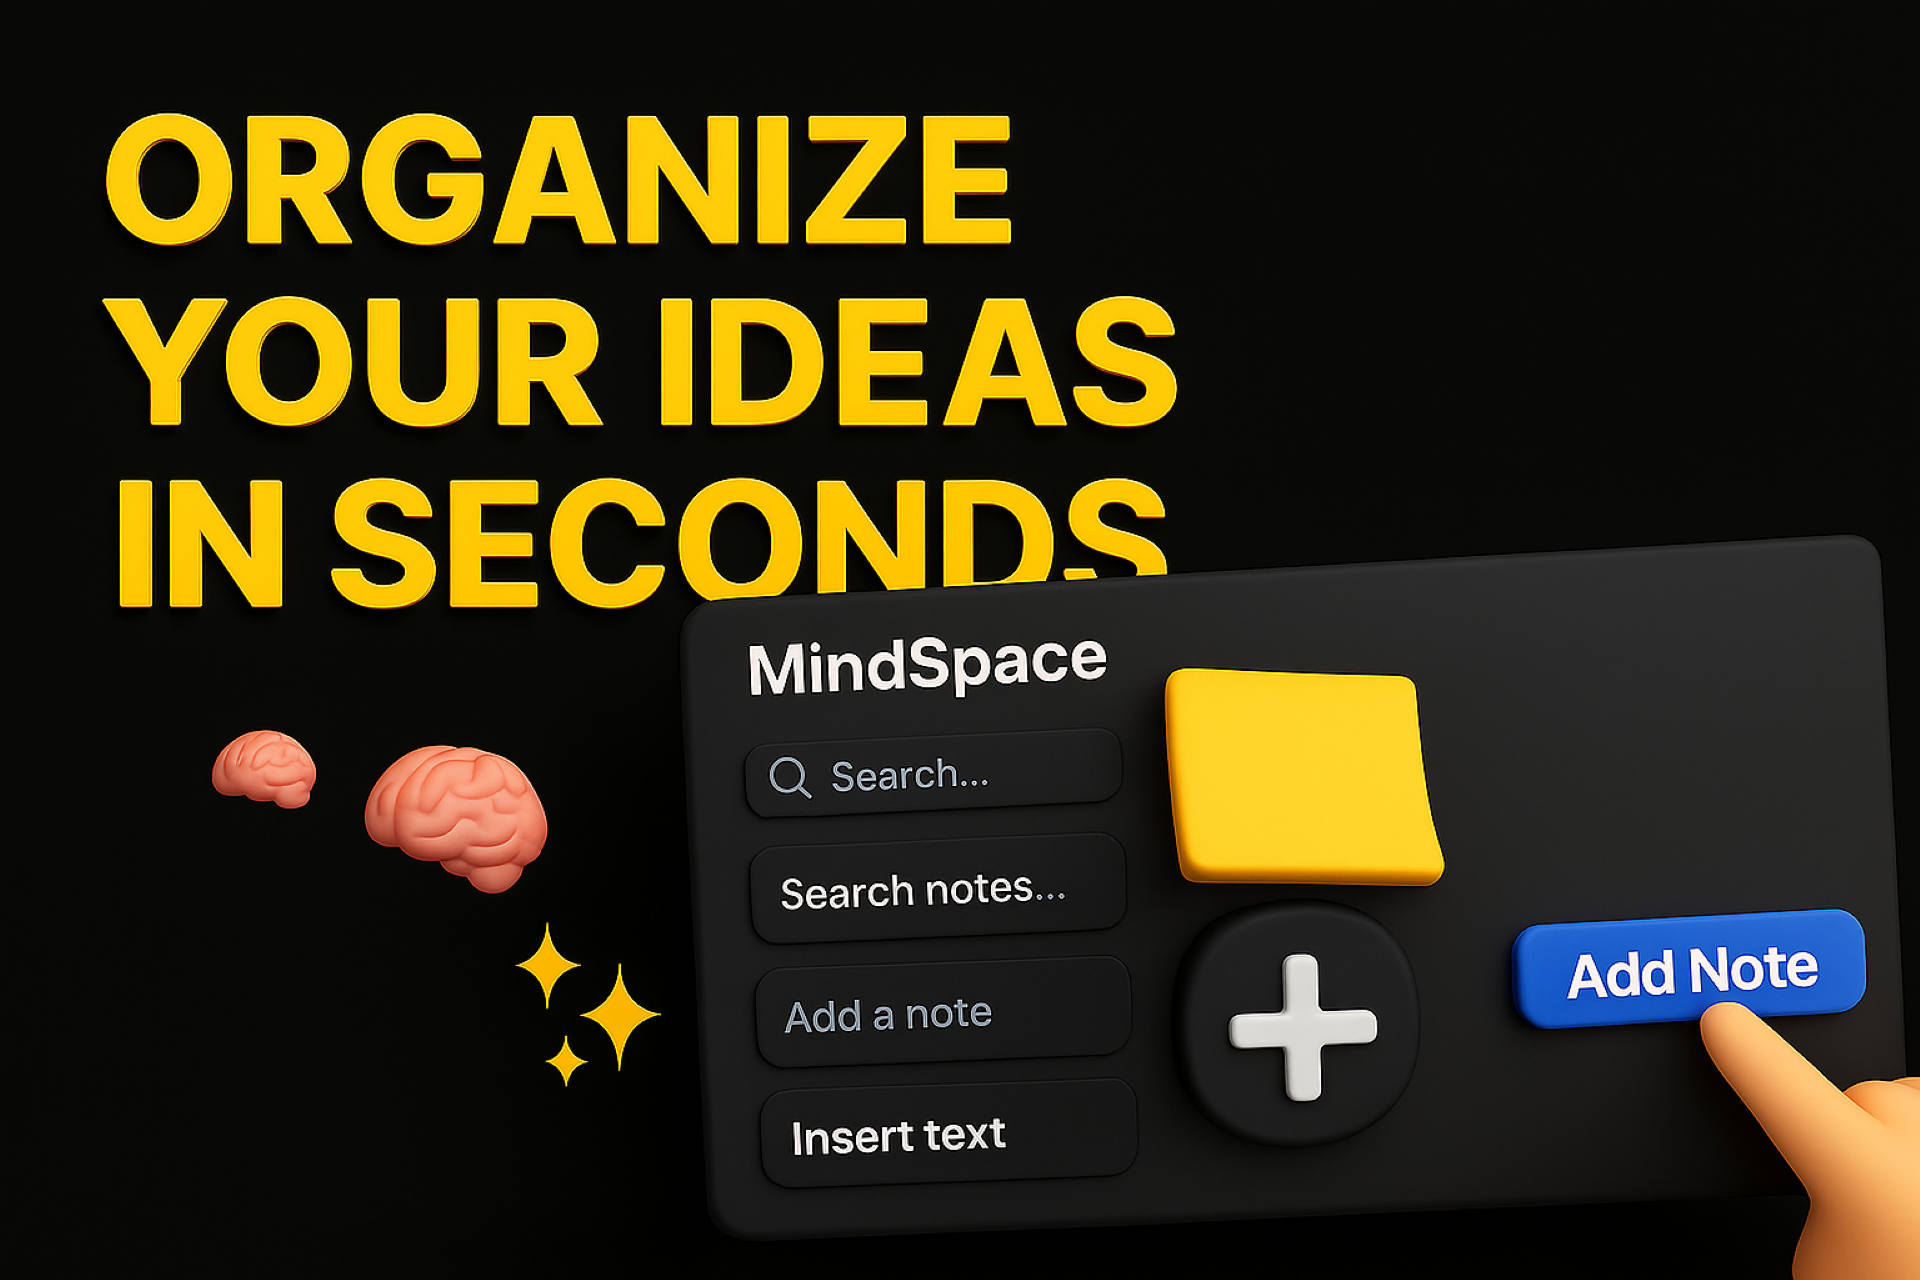 ORGANIZE
YOUR IDEAS
IN SECONDS
MindSpace
Search...
Search notes...
Add a note
Insert text
Add Note